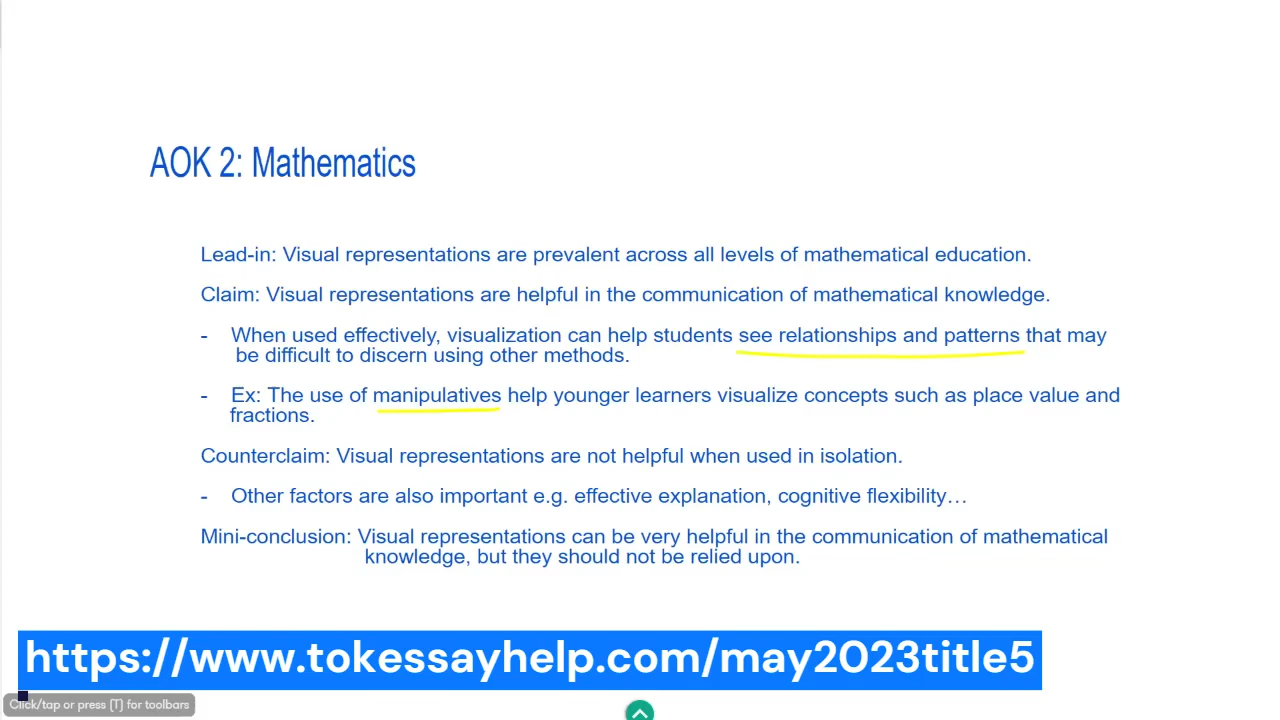 AOK 2: Mathematics
Lead-in: Visual representations are prevalent across all levels of mathematical education.
Claim: Visual representations are helpful in the communication of mathematical knowledge.
- When used effectively, visualization can help students see relationships and patterns that may
be difficult to discern using other methods.
- Ex: The use of manipulatives help younger learners visualize concepts such as place value and
fractions.
Counterclaim: Visual representations are not helpful when used in isolation.
- Other factors are also important e.g. effective explanation, cognitive flexibility…
Mini-conclusion: Visual representations can be very helpful in the communication of mathematical
knowledge, but they should not be relied upon.
https://www.tokessayhelp.com/may2023title5
Click/tap or press (T) for toolbars